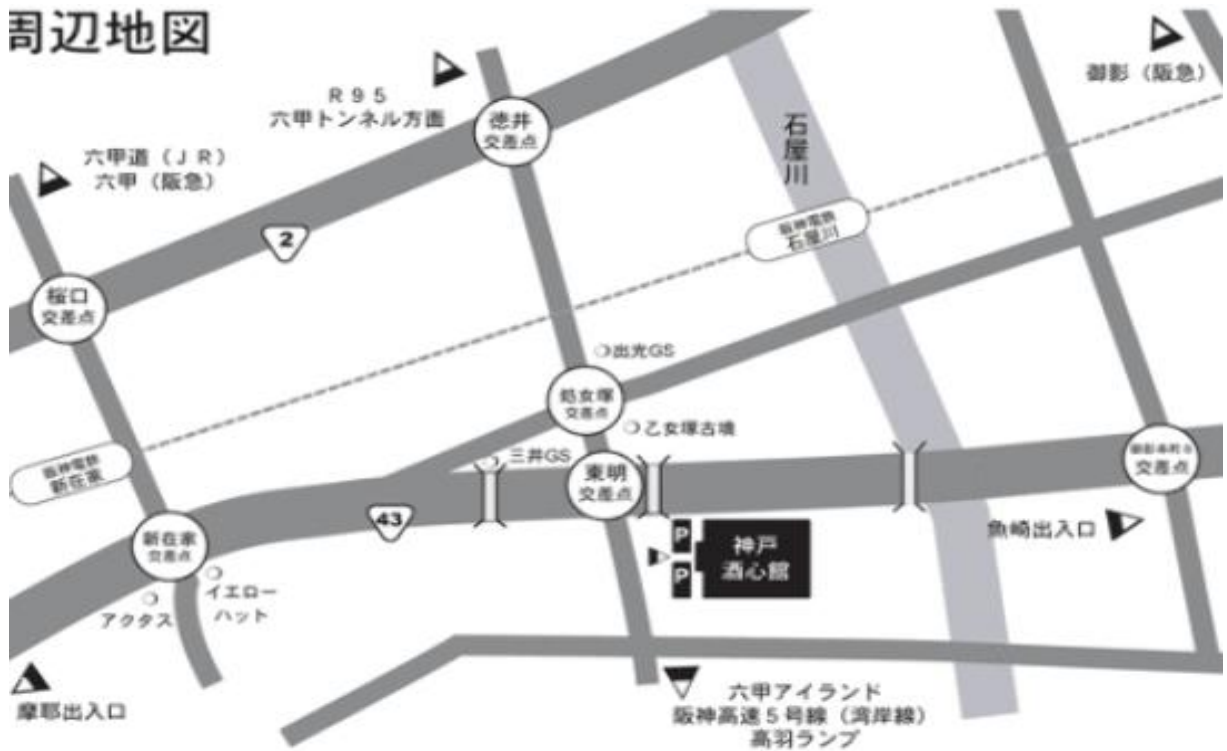 周辺地図
御影（阪急）
R95
六甲トンネル方面
徳井
交差点
石屋川
六甲道（JR）
六甲（阪急）
2
阪神電鉄
石屋川
桜口
交差点
出光GS
処女塚
交差点
乙女塚古墳
三井GS
東明
交差点
交差点
阪神電鉄
新在家
43
新在家
交差点
魚崎出入口
P
P
神戸
酒心館
イエロー
ハット
アクタス
摩耶出入口
六甲アイランド
阪神高速5号線（湾岸線）
高羽ランプ